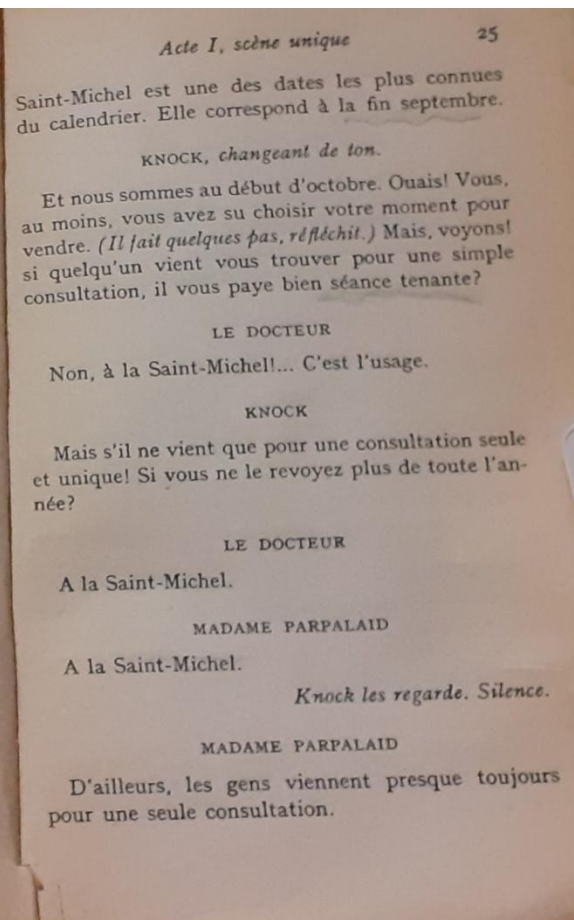 Acte I, scène unique 25
Saint-Michel est une des dates les plus connues
du calendrier. Elle correspond à la fin septembre.
KNOCK, changeant de ton.
Et nous sommes au début d'octobre. Ouais! Vous,
au moins, vous avez su choisir votre moment pour
vendre. (Il fait quelques pas, réfléchit.) Mais, voyons!
si quelqu'un vient vous trouver pour une simple
consultation, il vous paye bien séance tenante?
LE DOCTEUR
Non, à la Saint-Michel!... C'est l'usage.
KNOCK
Mais s'il ne vient que pour une consultation seule
et unique! Si vous ne le revoyez plus de toute l'an-
née?
LE DOCTEUR
A la Saint-Michel.
MADAME PARPALAID
A la Saint-Michel.
Knock les regarde. Silence.
MADAME PARPALAID
D'ailleurs, les gens viennent presque toujours
pour une seule consultation.